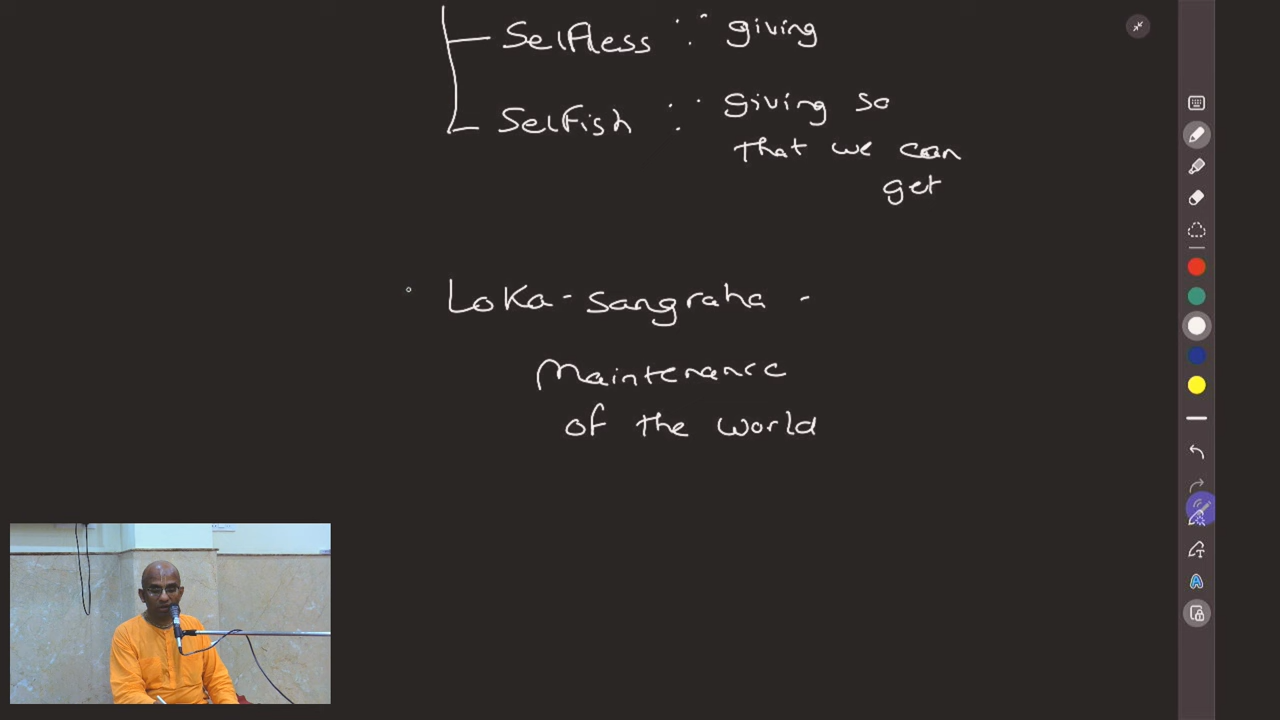 Selfless : giving
Selfish : giving so
that we can
get
Loka-sangraha -
Maintenance
of the world